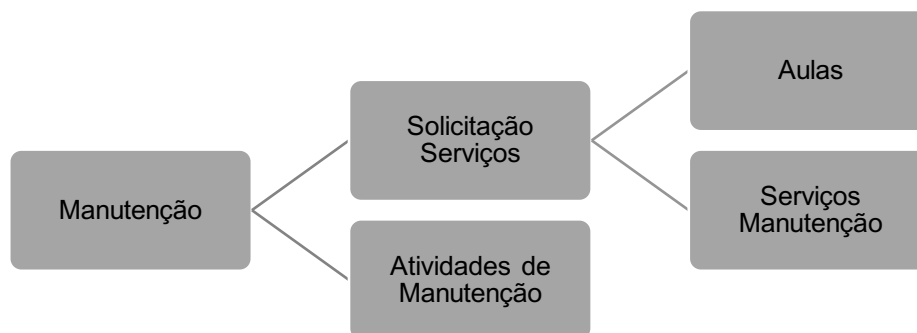 Manutenção
Solicitação
Serviços
Atividades de
Manutenção
Aulas
Serviços
Manutenção